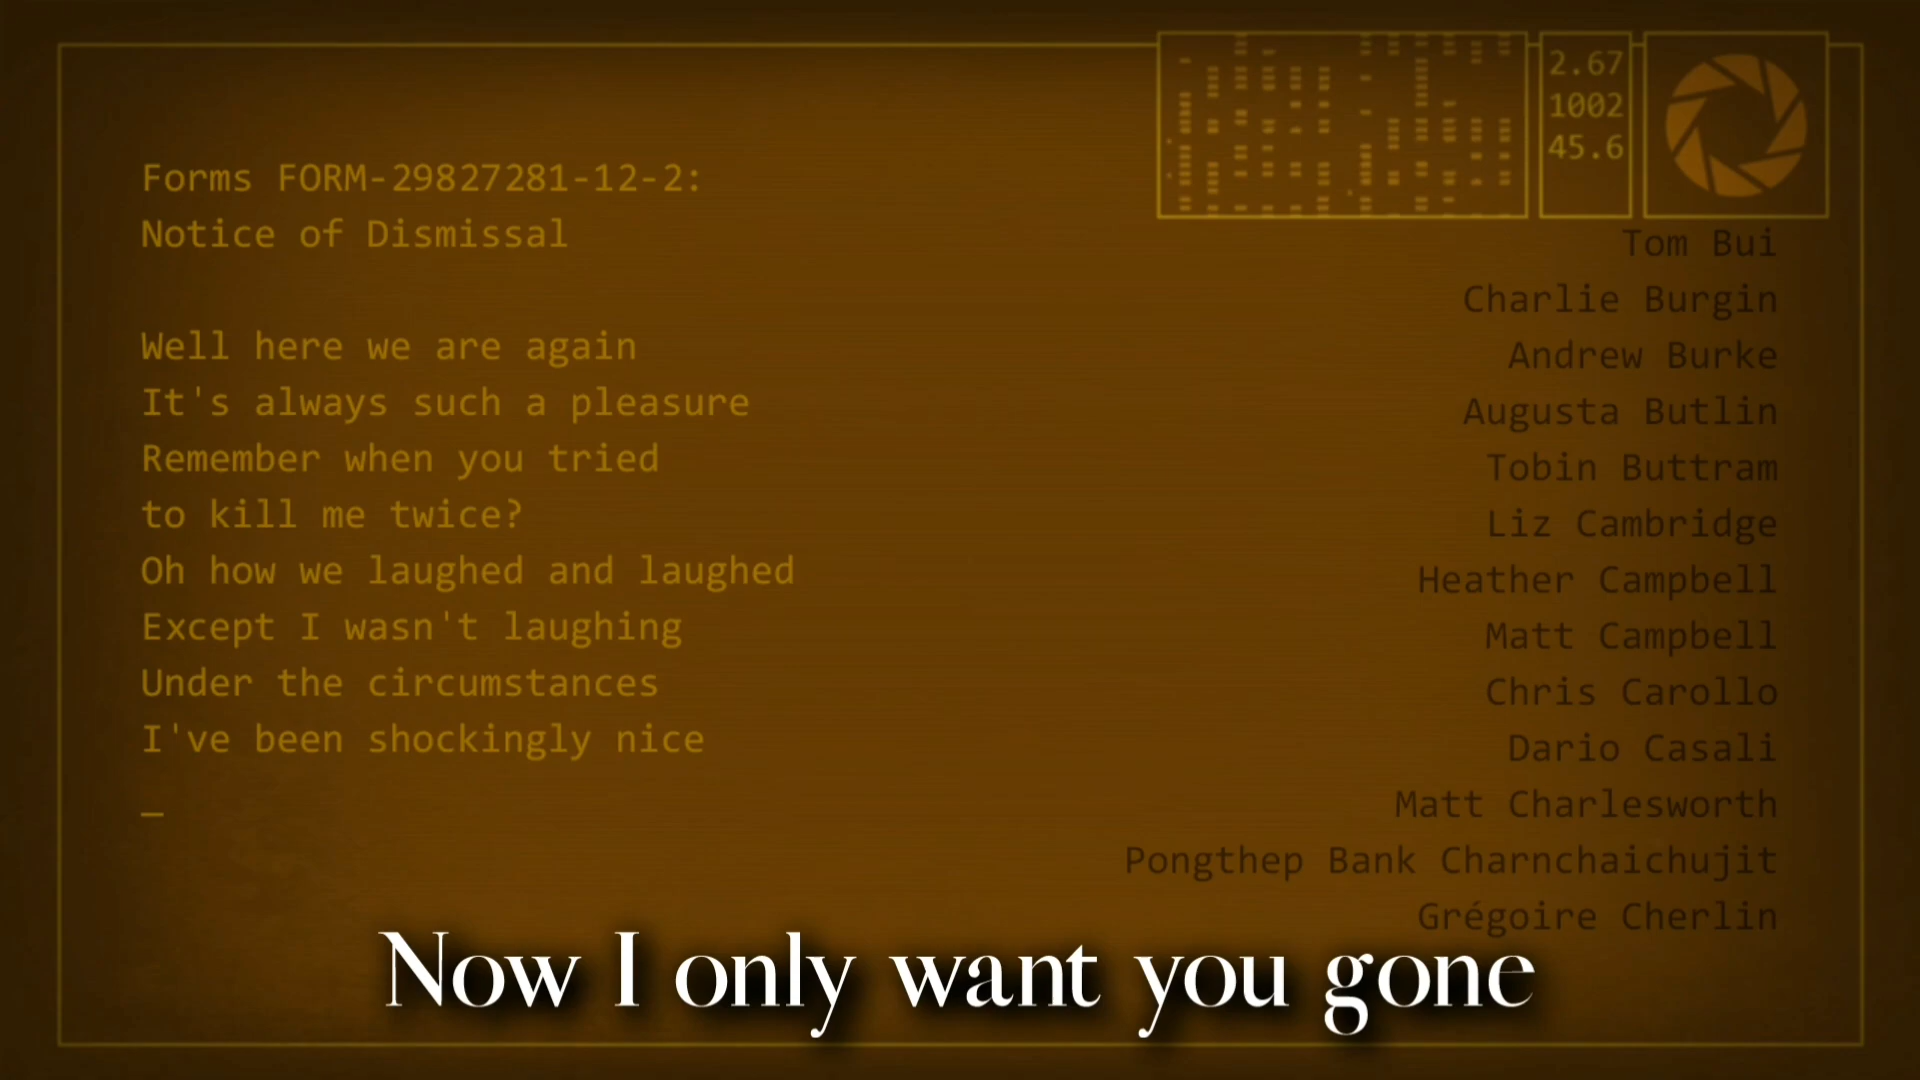 2.67
1002
45.6
Forms FORM-29827281-12-2:
Notice of Dismissal
Well here we are again
It's always such a pleasure
Remember when you tried
to kill me twice?
Oh how we laughed and laughed
Except I wasn't laughing
Under the circumstances
I've been shockingly nice
_
Tom Bui
Charlie Burgin
Andrew Burke
Augusta Butlin
Tobin Buttram
Liz Cambridge
Heather Campbell
Matt Campbell
Chris Carollo
Dario Casali
Matt Charlesworth
Pongthep Bank Charnchaichujit
Grégoire Cherlin
Now I only want you gone